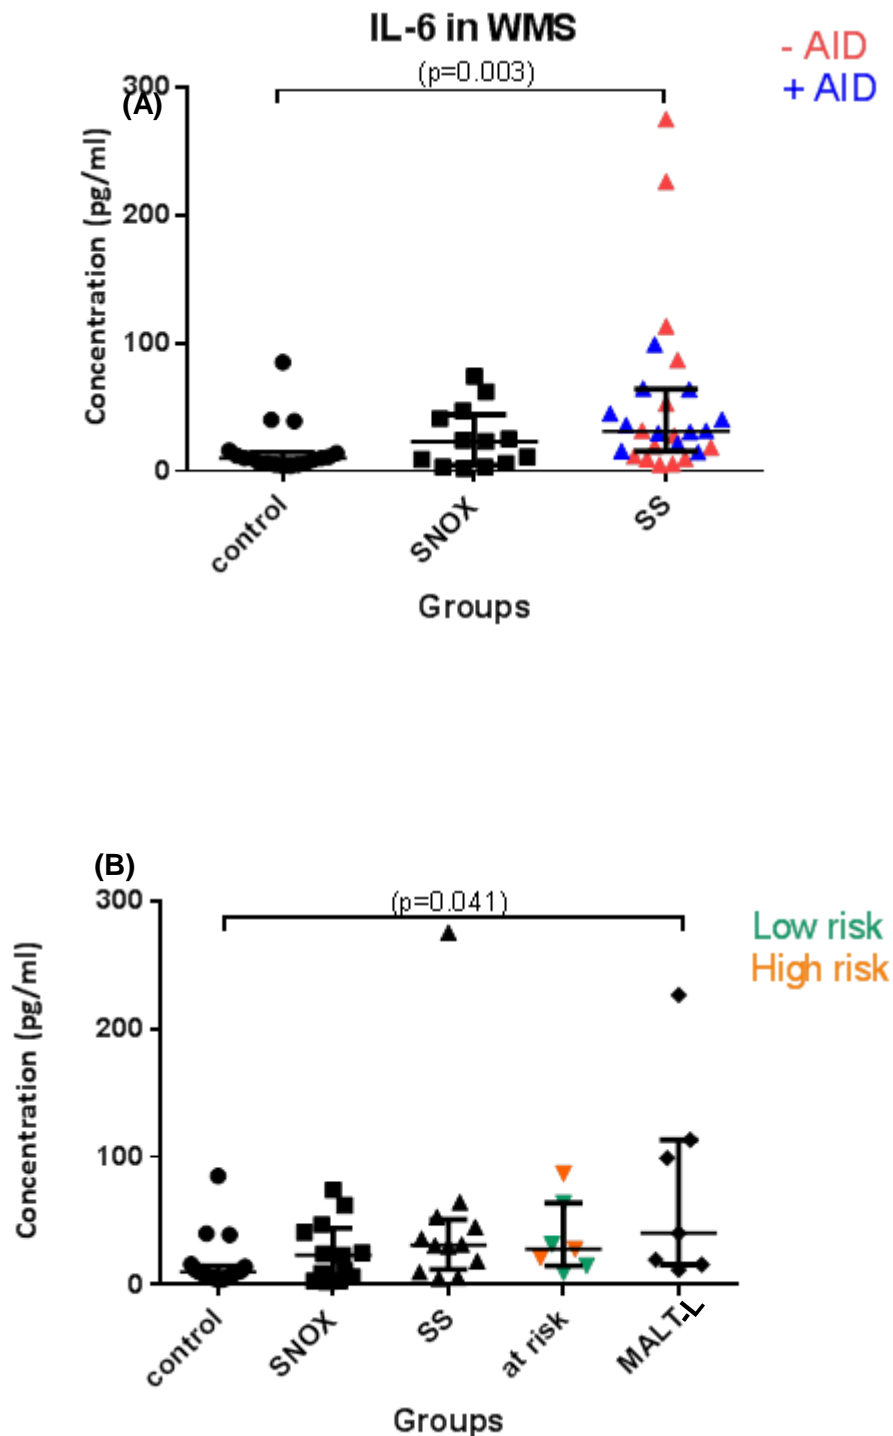 IL-6 in WMS
- AID
+ AID
(p=0.003)
(A)
300
200
100
0
Concentration (pg/ml)
control
SNOX
SS
Groups
(B)
(p=0.041)
Low risk
High risk
300
200
100
0
Concentration (pg/ml)
control
SNOX
SS
at risk
MALT-L
Groups